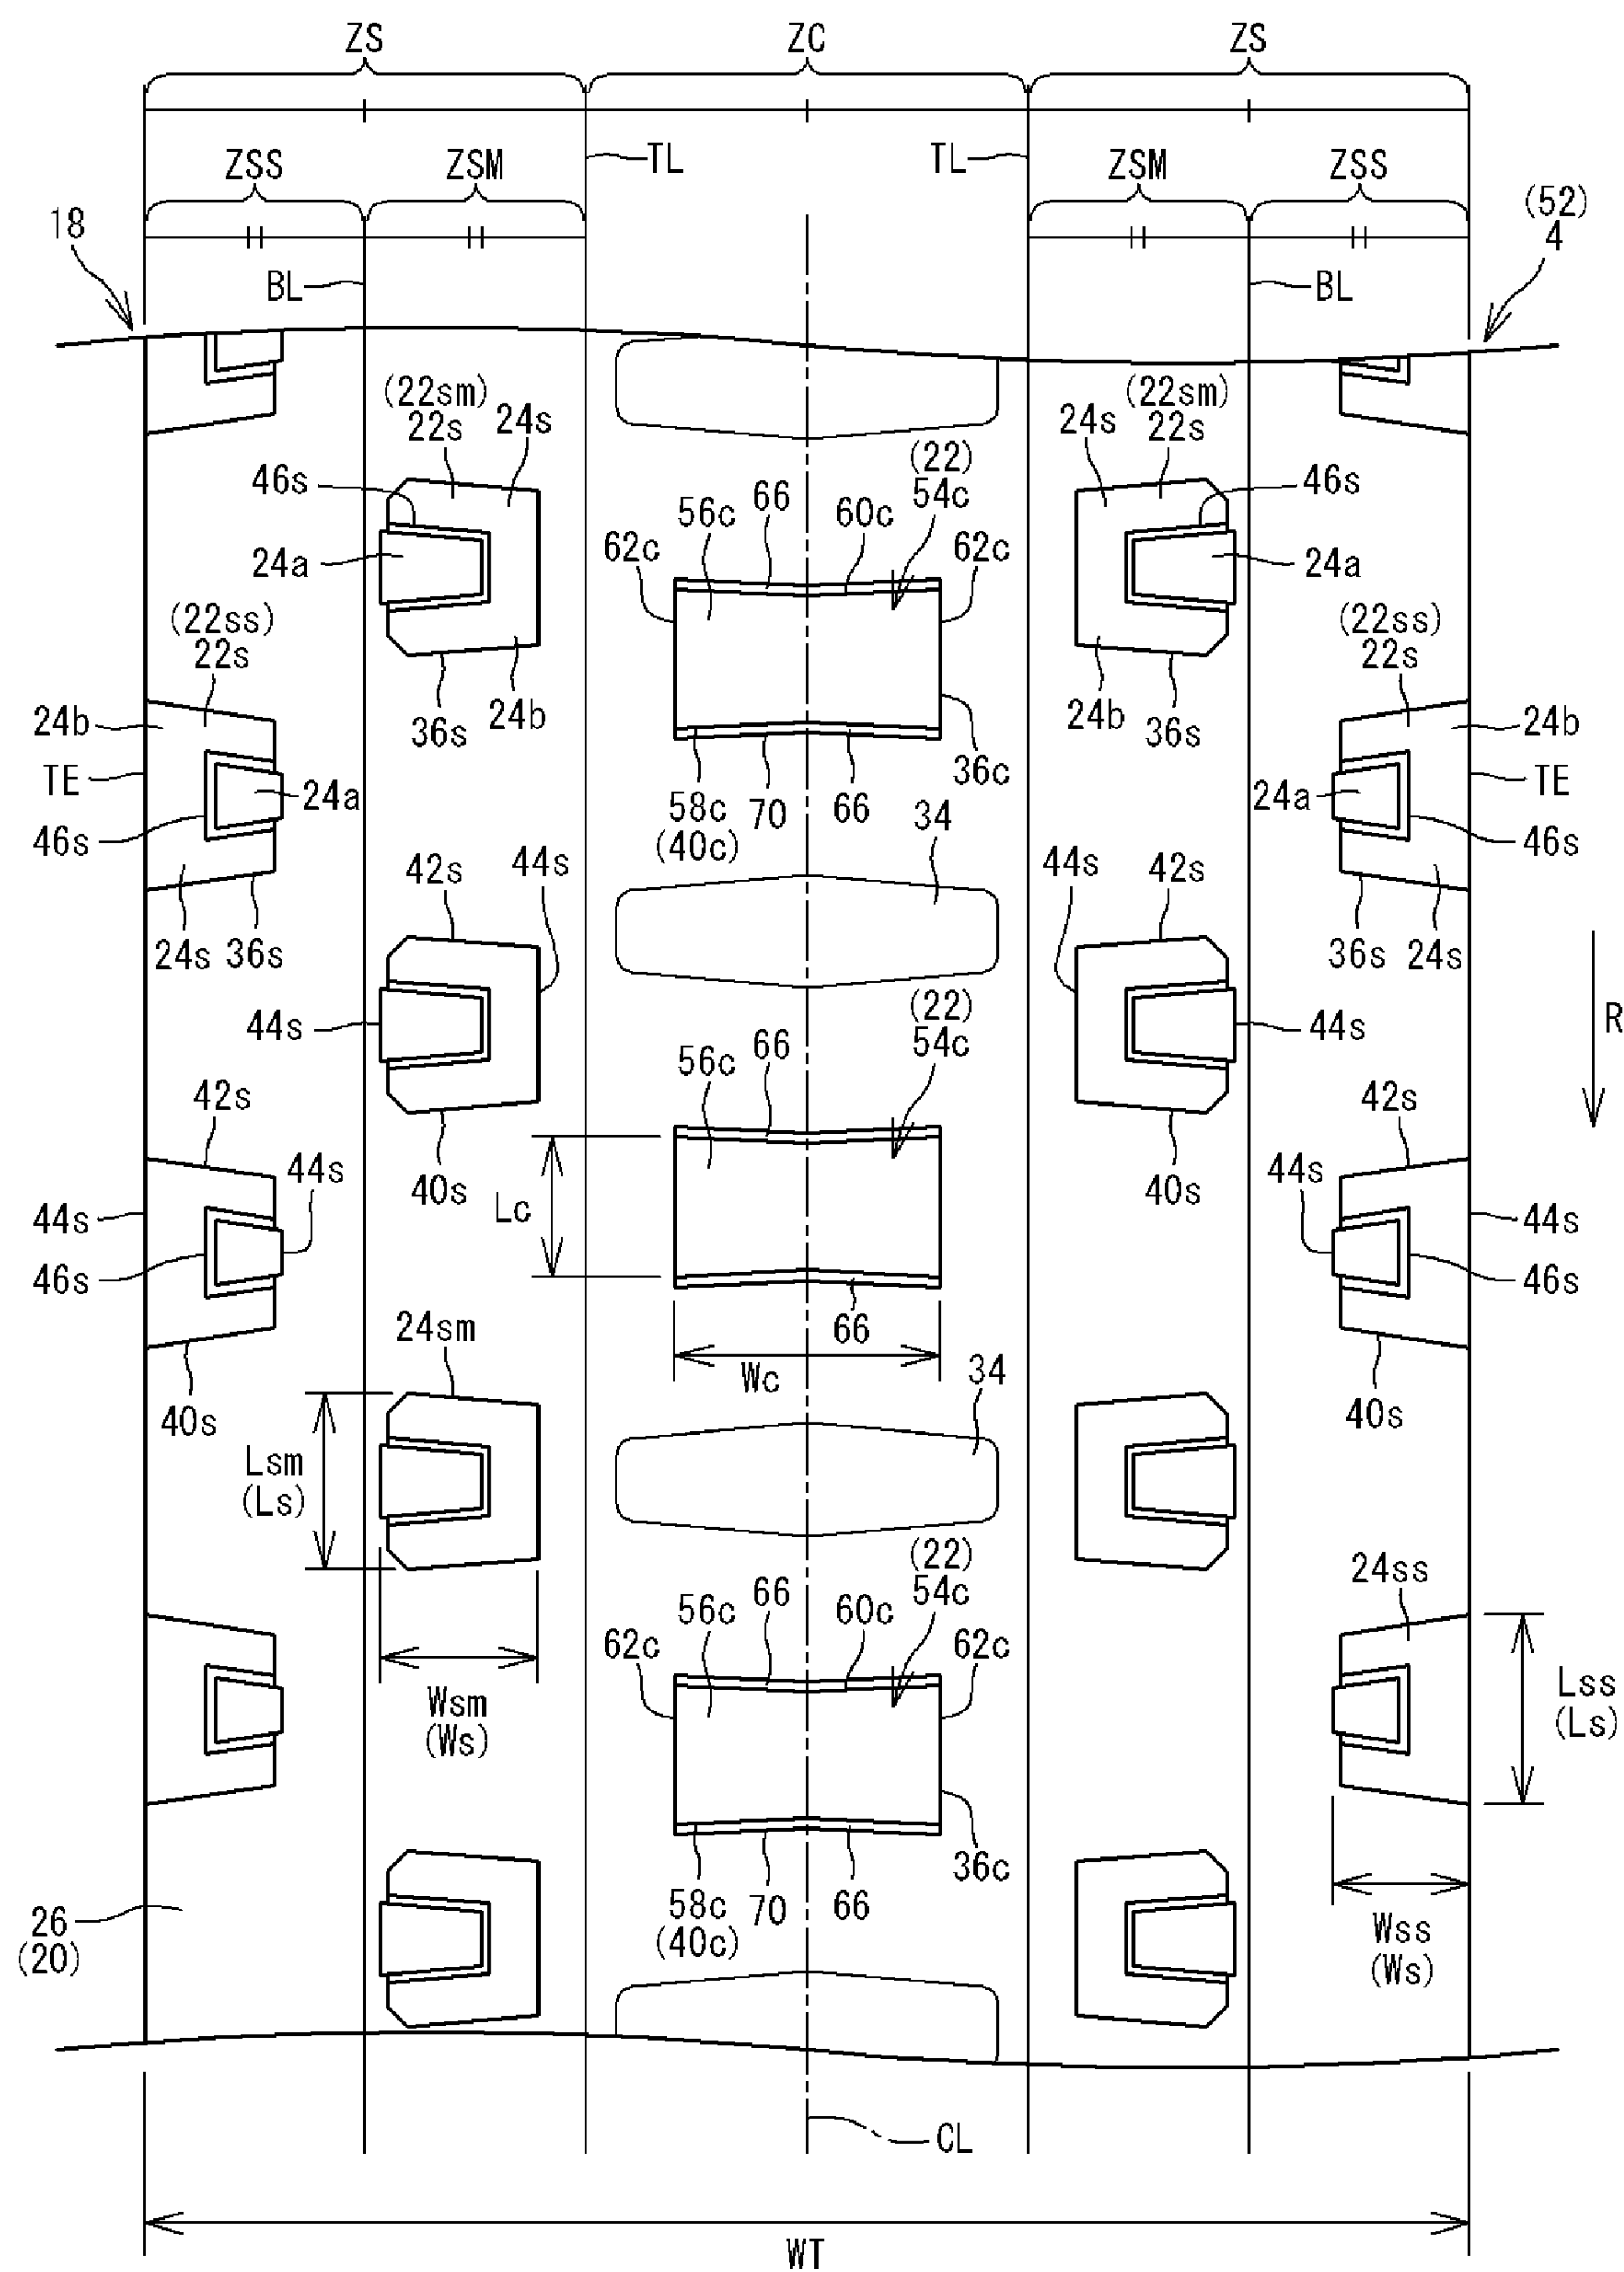 ZS ZC ZS
TL TL
ZSS ZSM ZSM ZSS
18 (52)
4
BL BL
(22sm) (22sm)
22s 24s 24s 22s
(22)
46s 66 54c 46s
56c 60c
62c 62c
24a 24a
(22ss) (22ss)
22s 22s
24b 24b 24b 24b
36s 36s
TE 36c TE
24a 24a
58c 70 66 34
46s (40c) 46s
42s 44s 44s 42s
24s 36s 36s 24s
(22)
44s 66 54c 44s R
56c
42s 42s
44s 40s Lc 40s 44s
44s 44s
46s 46s
66
24sm
Wc 34
40s 40s
Lsm
(Ls)
(22)
24ss
56c 66 60c 54c
62c 62c
Lss
Wsm (Ls)
(Ws)
36c
58c 70 66
26 (40c) Wss
(20) (Ws)
CL
WT